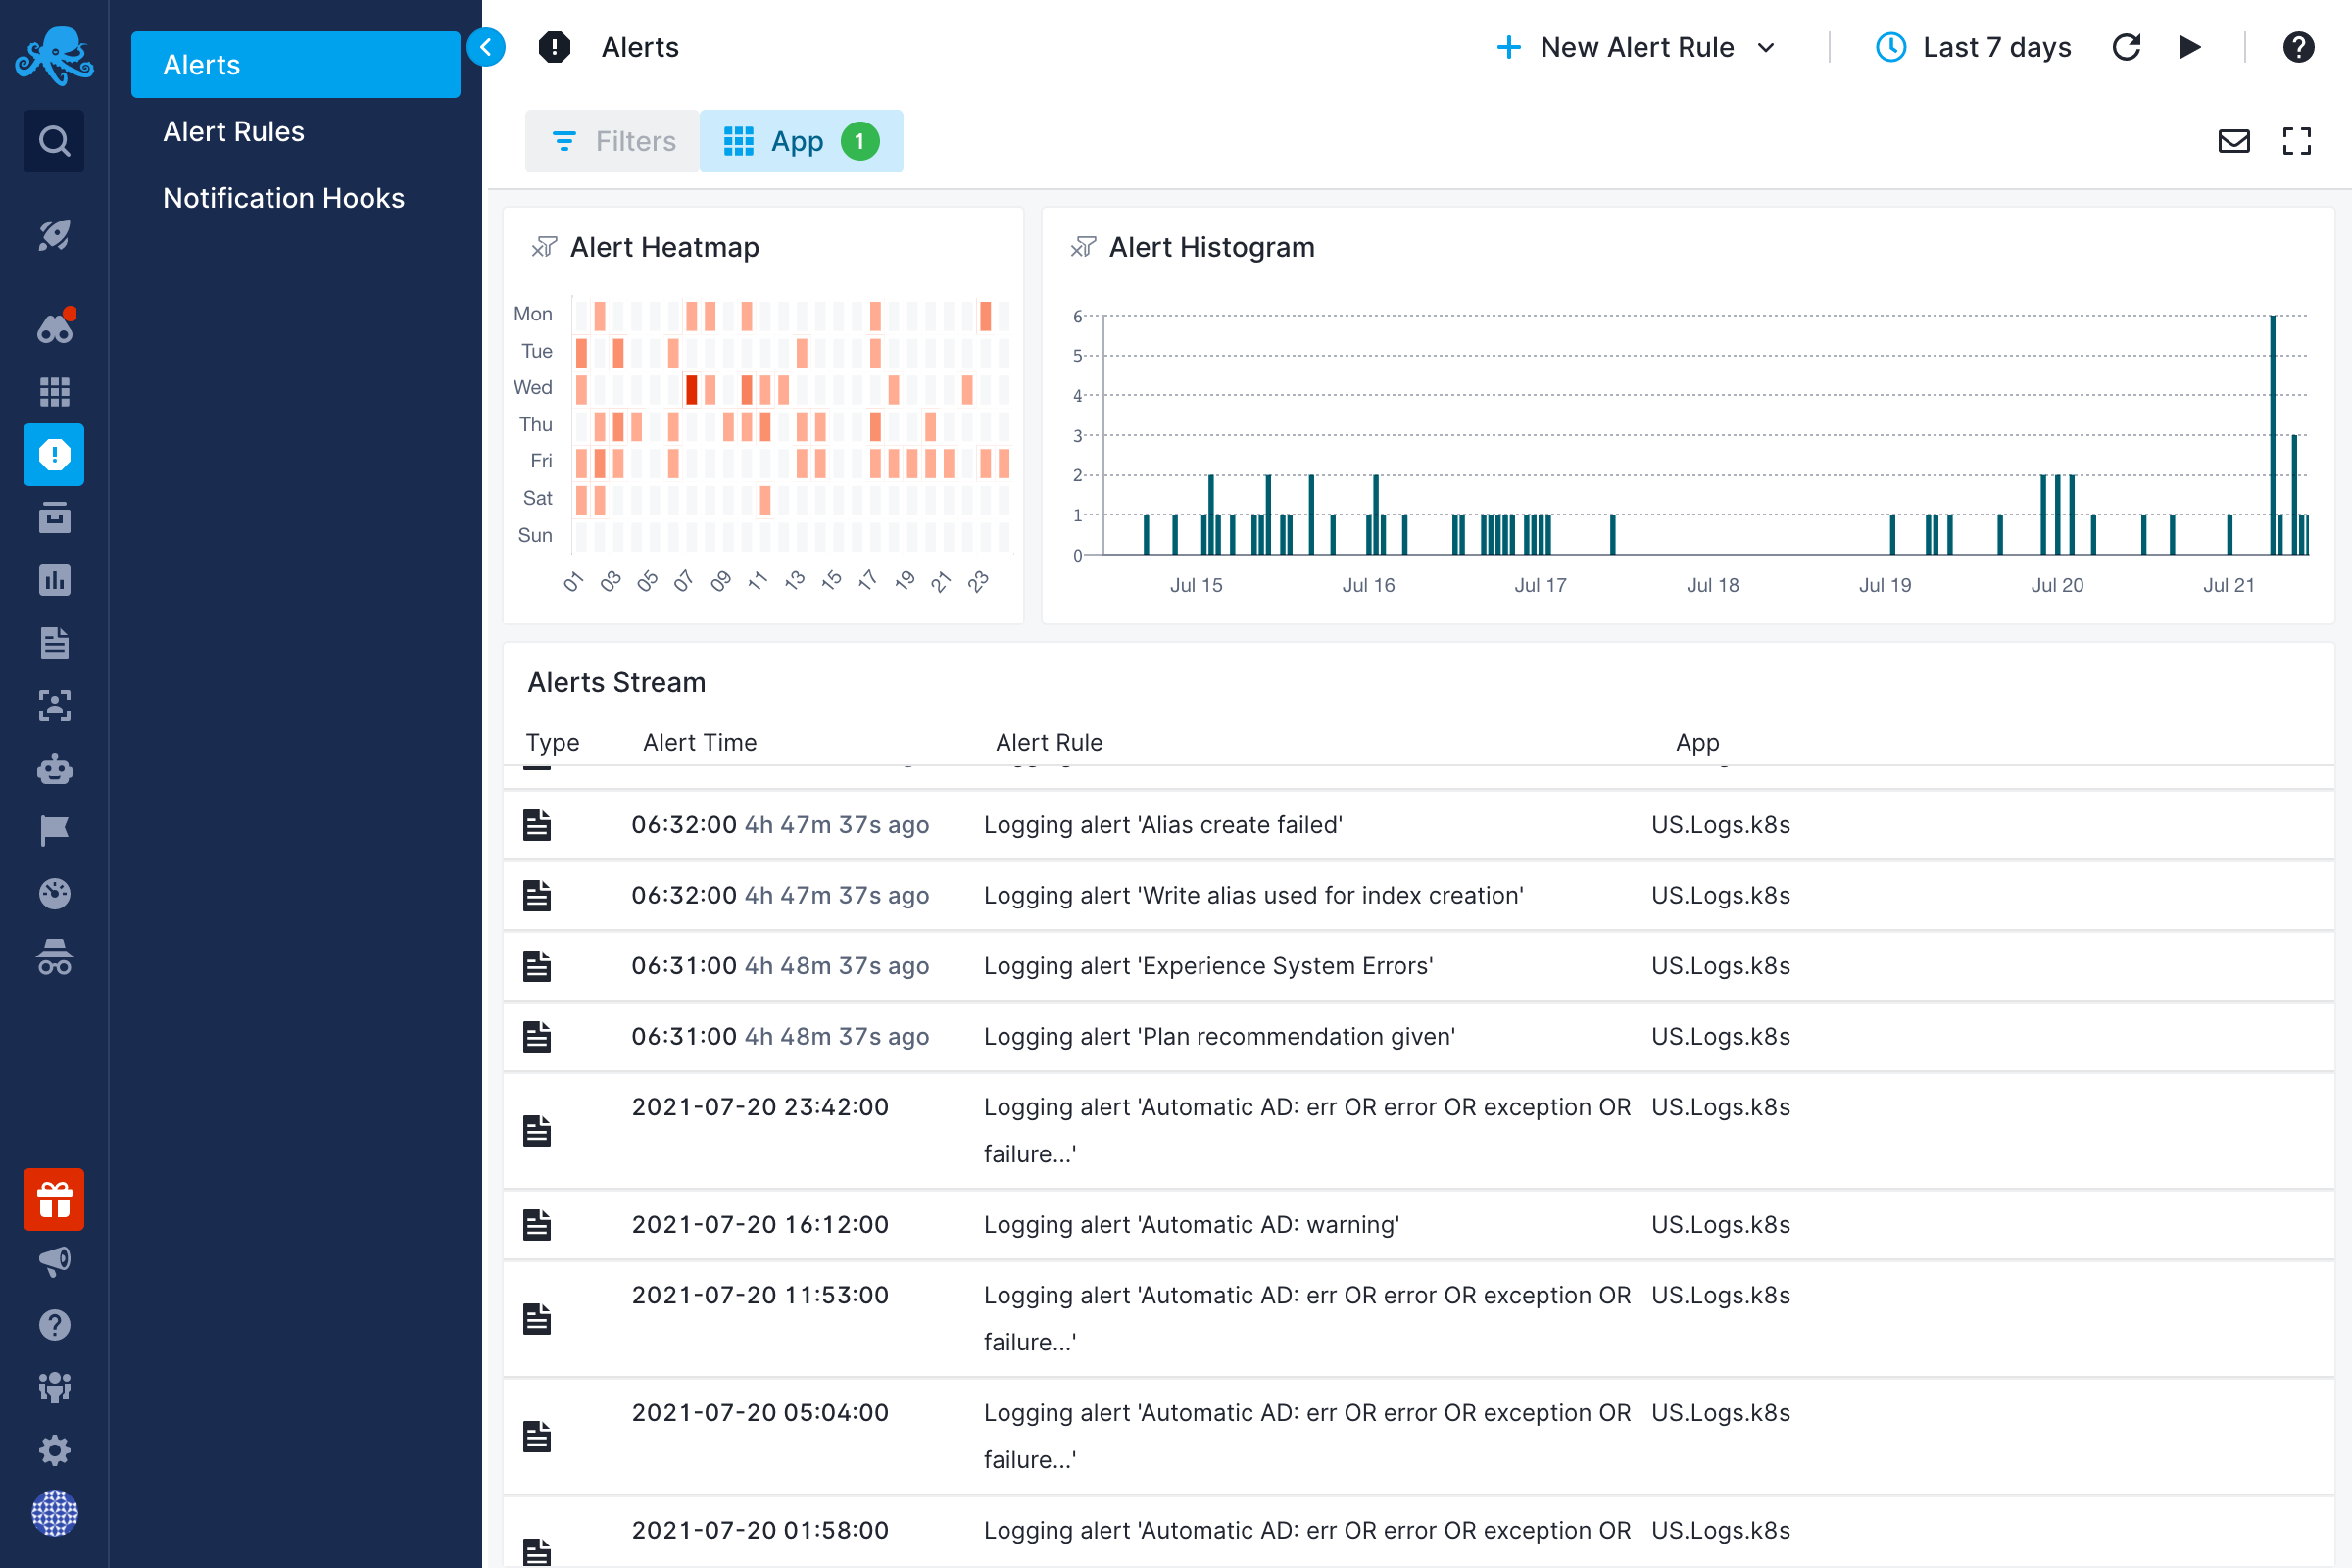 Alerts
Alert Rules
Notification Hooks
Alerts
New Alert Rule
Last 7 days
Filters
App 1
Alert Heatmap
Mon
Tue
Wed
Thu
Fri
Sat
Sun
01 03 05 07 09 11 13 15 17 19 21 23
Alert Histogram
6
5
4
3
2
1
0
Jul 15 Jul 16 Jul 17 Jul 18 Jul 19 Jul 20 Jul 21
Alerts Stream
Type Alert Time Alert Rule App
06:32:00 4h 47m 37s ago Logging alert 'Alias create failed' US.Logs.k8s
06:32:00 4h 47m 37s ago Logging alert 'Write alias used for index creation' US.Logs.k8s
06:31:00 4h 48m 37s ago Logging alert 'Experience System Errors' US.Logs.k8s
06:31:00 4h 48m 37s ago Logging alert 'Plan recommendation given' US.Logs.k8s
2021-07-20 23:42:00 Logging alert 'Automatic AD: err OR error OR exception OR US.Logs.k8s
failure...'
2021-07-20 16:12:00 Logging alert 'Automatic AD: warning' US.Logs.k8s
2021-07-20 11:53:00 Logging alert 'Automatic AD: err OR error OR exception OR US.Logs.k8s
failure...'
2021-07-20 05:04:00 Logging alert 'Automatic AD: err OR error OR exception OR US.Logs.k8s
failure...'
2021-07-20 01:58:00 Logging alert 'Automatic AD: err OR error OR exception OR US.Logs.k8s